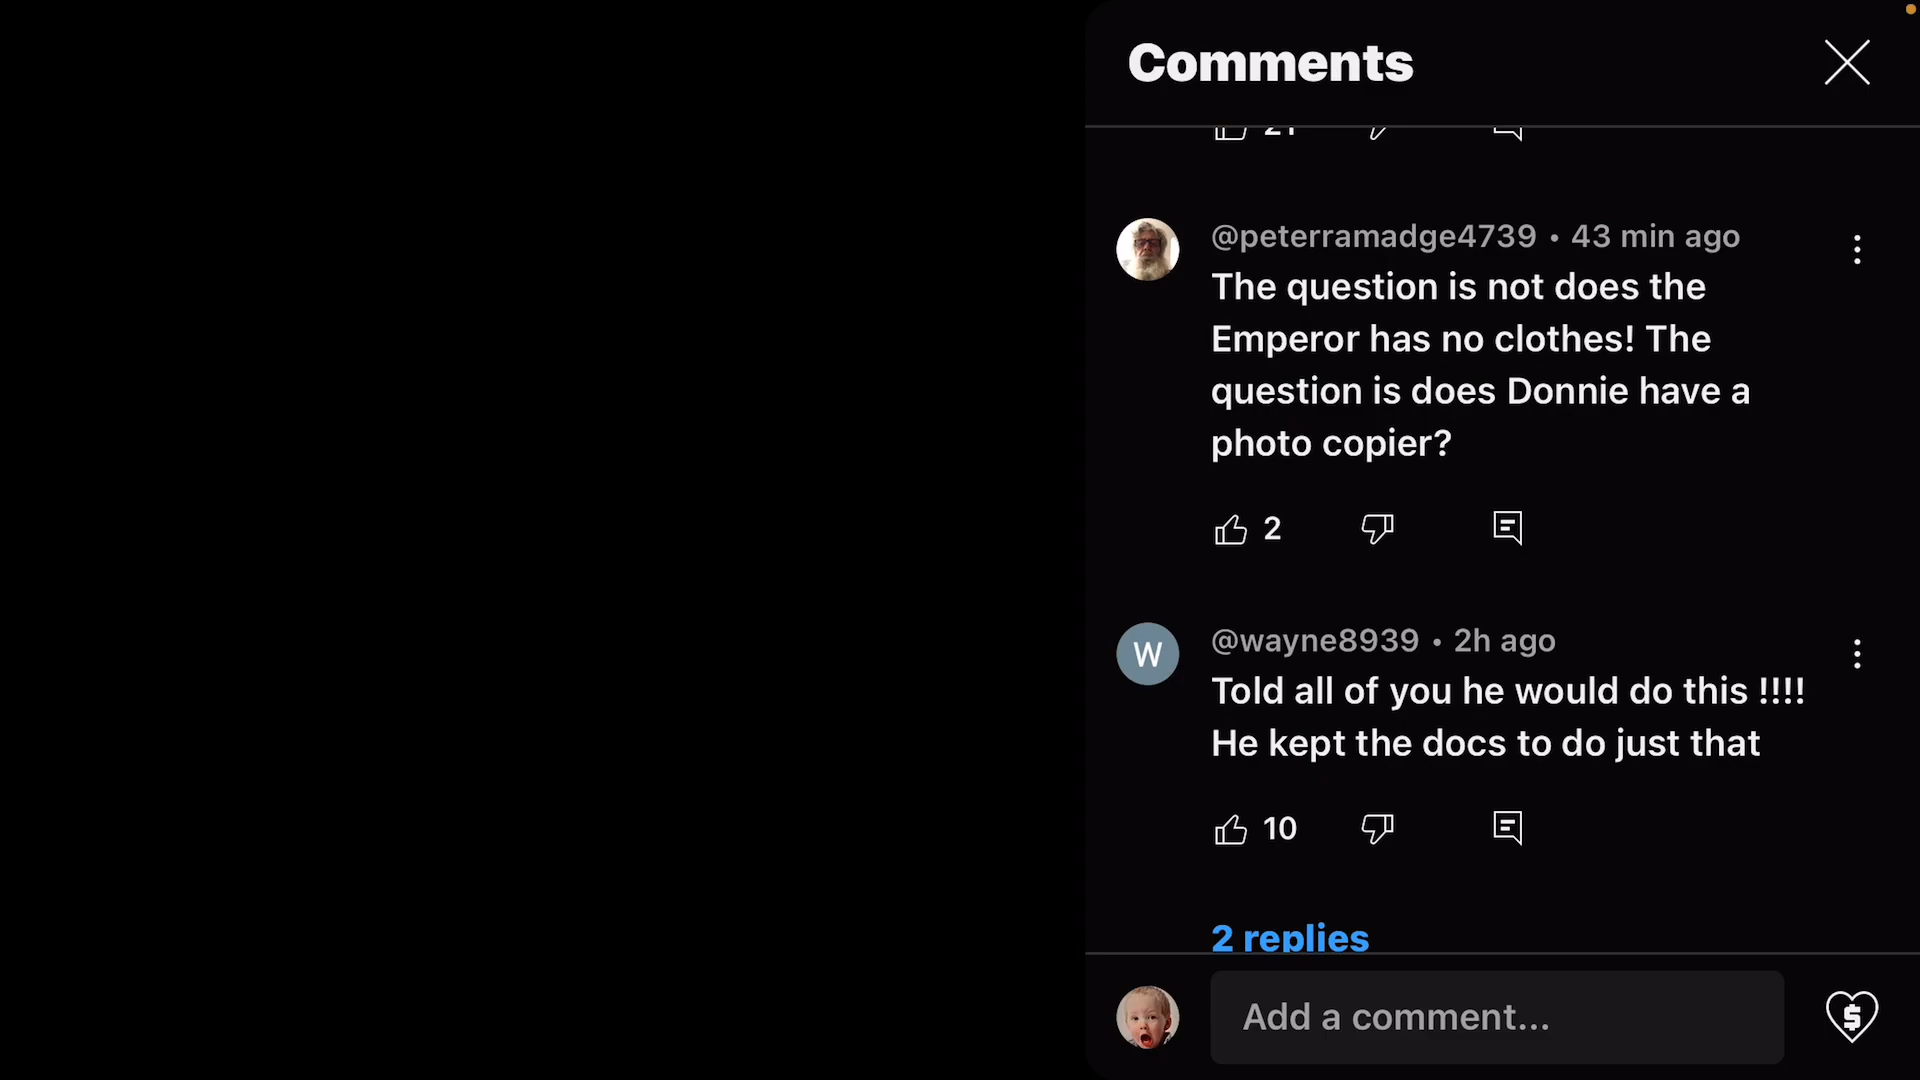 Comments
21
@peterramadge4739 • 43 min ago
The question is not does the
Emperor has no clothes! The
question is does Donnie have a
photo copier?
2
W
@wayne8939 • 2h ago
Told all of you he would do this !!!!
He kept the docs to do just that
10
2 replies
Add a comment...
$